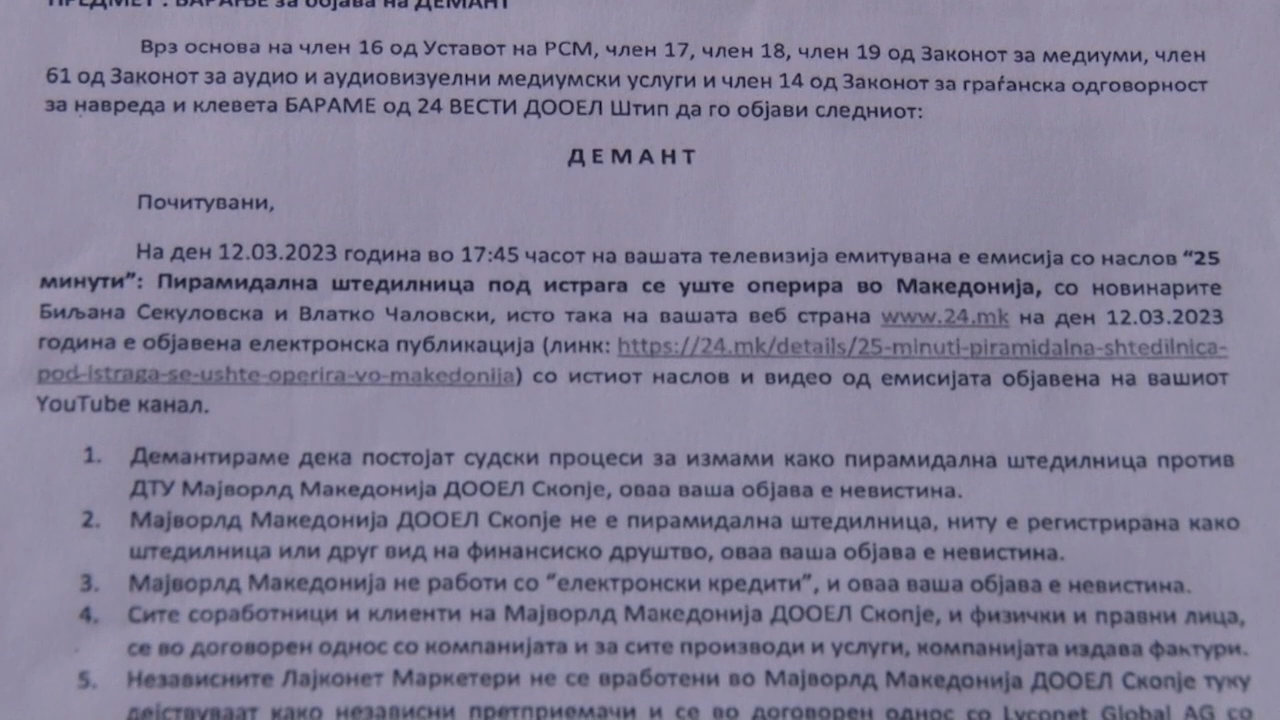 ПРЕДМЕТ : БАРАЊЕ за објава на ДЕМАНТ
Врз основа на член 16 од Уставот на РСМ, член 17, член 18, член 19 од Законот за медиуми, член
61 од Законот за аудио и аудиовизуелни медиумски услуги и член 14 од Законот за граѓанска одговорност
за навреда и клевета БАРАМЕ од 24 ВЕСТИ ДООЕЛ Штип да го објави следниот:
Д Е М А Н Т
Почитувани,
На ден 12.03.2023 година во 17:45 часот на вашата телевизија емитувана е емисија со наслов “25
минути”: Пирамидална штедилница под истрага се уште оперира во Македонија, со новинарите
Биљана Секуловска и Влатко Чаловски, исто така на вашата веб страна www.24.mk на ден 12.03.2023
година е објавена електронска публикација (линк: https://24.mk/details/25-minuti-piramidalna-shtedilnica-
pod-istraga-se-ushte-operira-vo-makedonija) со истиот наслов и видео од емисијата објавена на вашиот
YouTube канал.
1. Демантираме дека постојат судски процеси за измами како пирамидална штедилница против
ДТУ Мајворлд Македонија ДООЕЛ Скопје, оваа ваша објава е невистина.
2. Мајворлд Македонија ДООЕЛ Скопје не е пирамидална штедилница, ниту е регистрирана како
штедилница или друг вид на финансиско друштво, оваа ваша објава е невистина.
3. Мајворлд Македонија не работи со “електронски кредити”, и оваа ваша објава е невистина.
4. Сите соработници и клиенти на Мајворлд Македонија ДООЕЛ Скопје, и физички и правни лица,
се во договорен однос со компанијата и за сите производи и услуги, компанијата издава фактури.
5. Независните Лајконет Маркетери не се вработени во Мајворлд Македонија ДООЕЛ Скопје туку
дејствуваат како независни претприемачи и се во договорен однос со Lyconet Global AG со